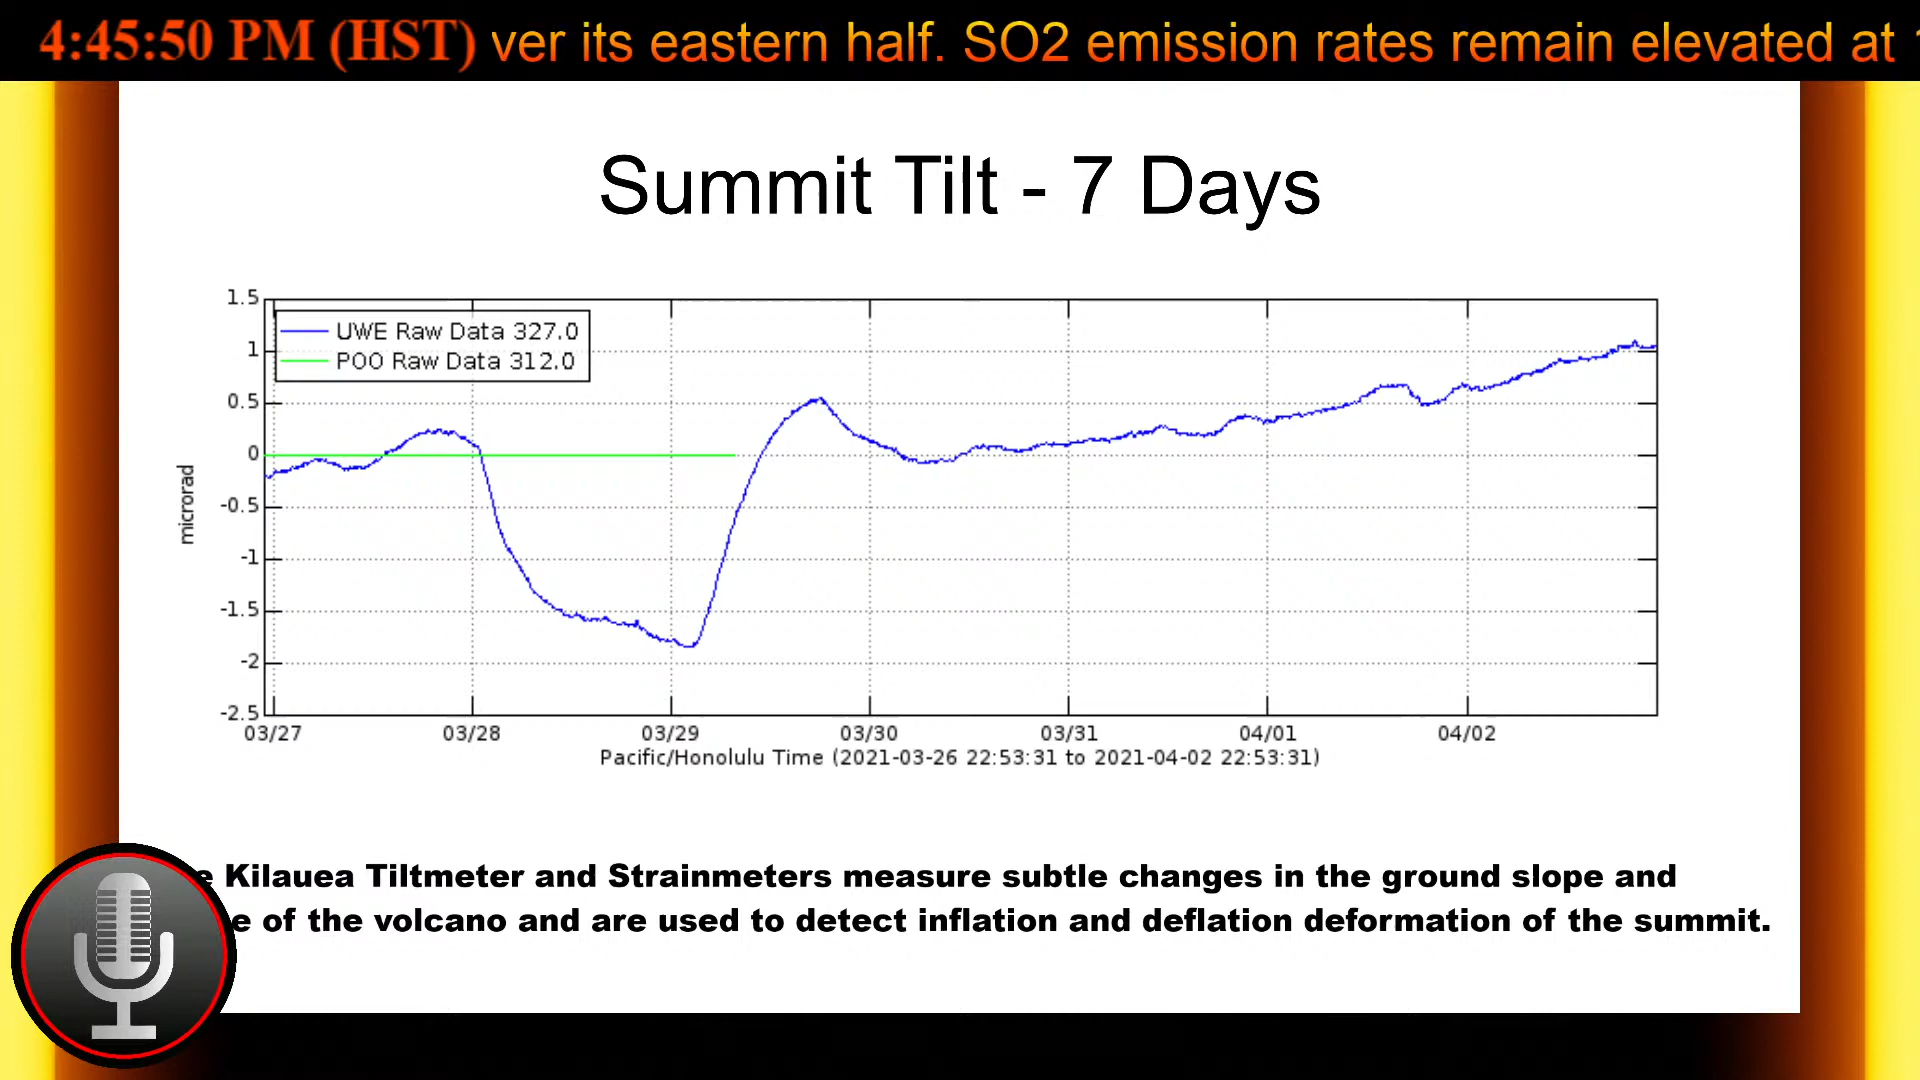 4:45:50 PM (HST) ver its eastern half. SO2 emission rates remain elevated at
Summit Tilt - 7 Days
UWE Raw Data 327.0
POO Raw Data 312.0
1.5
1
0.5
0
-0.5
-1
-1.5
-2
-2.5
microrad
03/27 03/28 03/29 03/30 03/31 04/01 04/02
Pacific/Honolulu Time (2021-03-26 22:53:31 to 2021-04-02 22:53:31)
Kilauea Tiltmeter and Strainmeters measure subtle changes in the ground slope and
of the volcano and are used to detect inflation and deflation deformation of the summit.